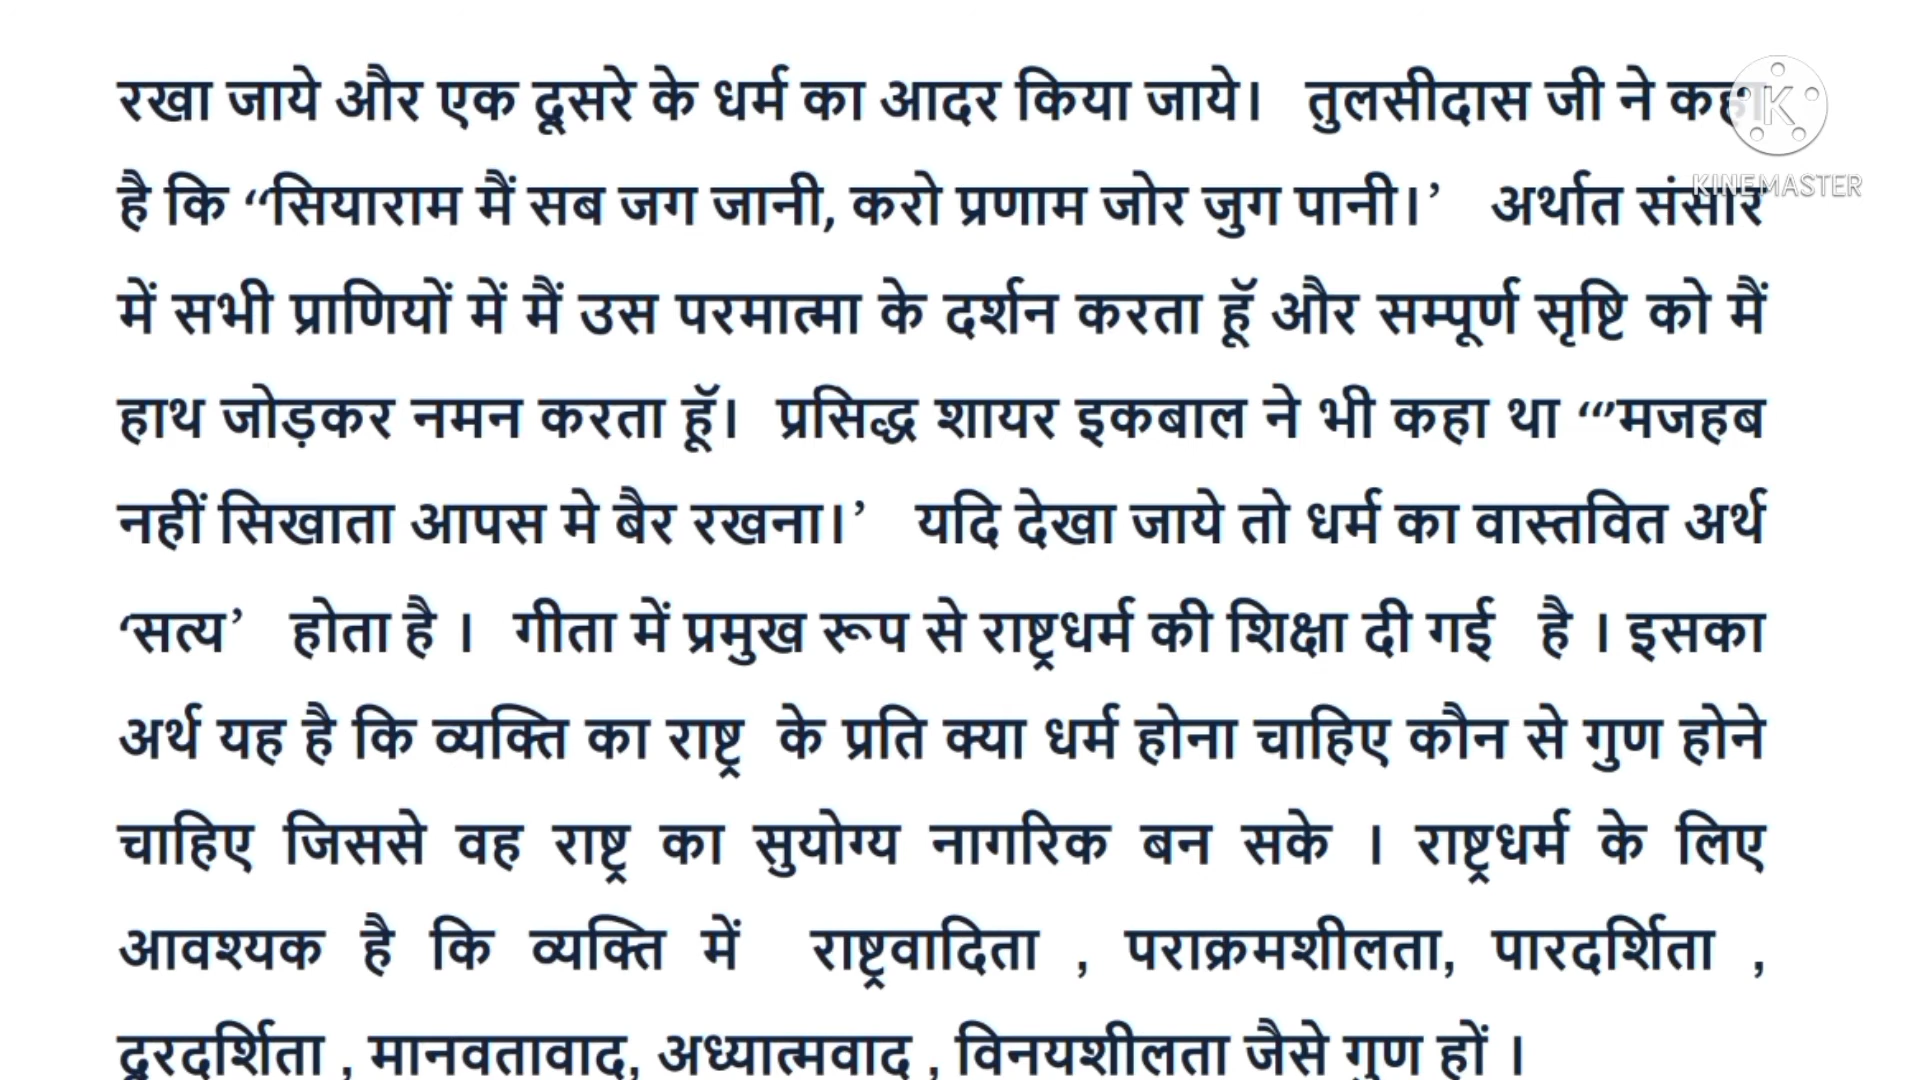 रखा जाये और एक दूसरे के धर्म का आदर किया जाये। तुलसीदास जी ने कहा
है कि “सियाराम मैं सब जग जानी, करो प्रणाम जोर जुग पानी।’ अर्थात संसार
में सभी प्राणियों में मैं उस परमात्मा के दर्शन करता हूॅ और सम्पूर्ण सृष्टि को मैं
हाथ जोड़कर नमन करता हूॅ। प्रसिद्ध शायर इकबाल ने भी कहा था “’मजहब
नहीं सिखाता आपस मे बैर रखना।’ यदि देखा जाये तो धर्म का वास्तवित अर्थ
‘सत्य’ होता है । गीता में प्रमुख रूप से राष्ट्रधर्म की शिक्षा दी गई है । इसका
अर्थ यह है कि व्यक्ति का राष्ट्र के प्रति क्या धर्म होना चाहिए कौन से गुण होने
चाहिए जिससे वह राष्ट्र का सुयोग्य नागरिक बन सके । राष्ट्रधर्म के लिए
आवश्यक है कि व्यक्ति में राष्ट्रवादिता , पराक्रमशीलता, पारदर्शिता ,
दूरदर्शिता , मानवतावाद, अध्यात्मवाद , विनयशीलता जैसे गुण हों ।
K
KINEMASTER